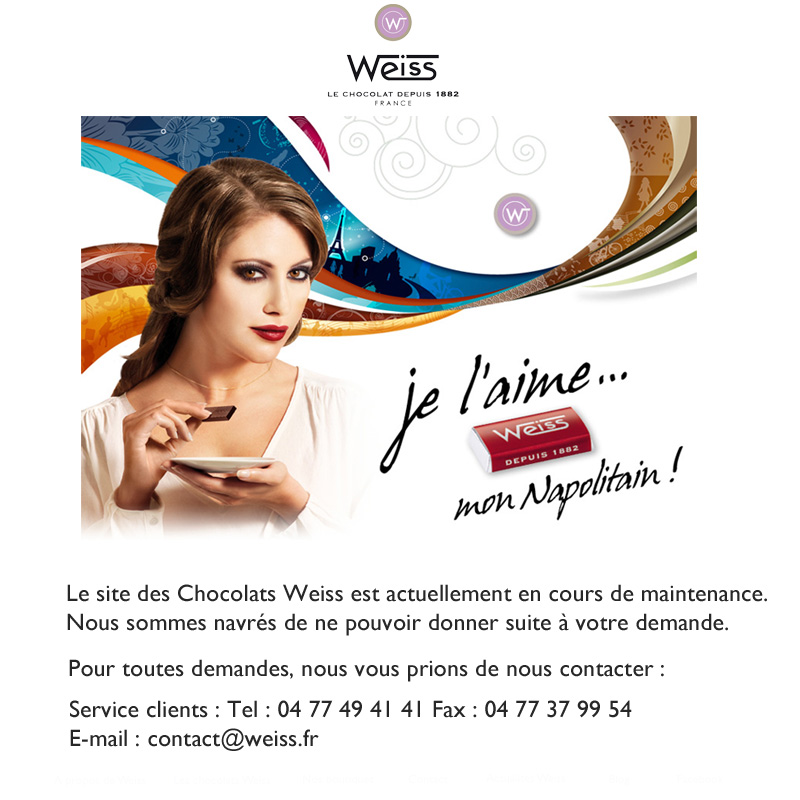 W
Weiss
LE CHOCOLAT DEPUIS 1882
FRANCE
W
je l'aime...
Weiss
DEPUIS 1882
mon Napolitain !
Le site des Chocolats Weiss est actuellement en cours de maintenance.
Nous sommes navrés de ne pouvoir donner suite à votre demande.
Pour toutes demandes, nous vous prions de nous contacter :
Service clients : Tel : 04 77 49 41 41 Fax : 04 77 37 99 54
E-mail : contact@weiss.fr